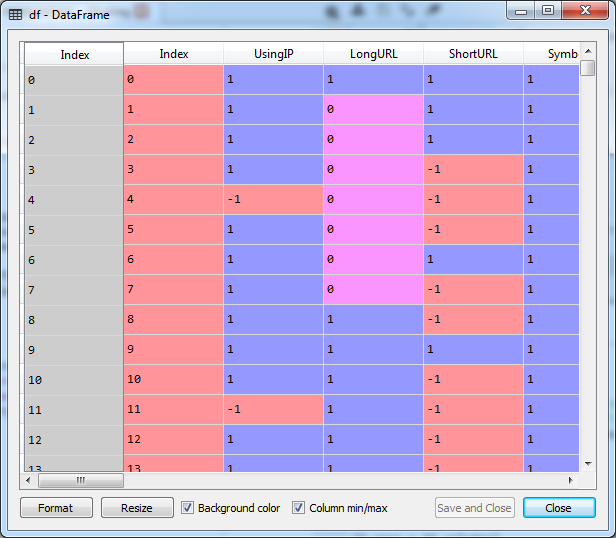 df - DataFrame
Index Index UsingIP LongURL ShortURL Symb
0 0 1 1 1 1
1 1 1 0 1 1
2 2 1 0 1 1
3 3 1 0 -1 1
4 4 -1 0 -1 1
5 5 1 0 -1 1
6 6 1 0 1 1
7 7 1 0 -1 1
8 8 1 1 -1 1
9 9 1 1 1 1
10 10 1 1 -1 1
11 11 -1 1 -1 1
12 12 1 1 -1 1
13 13 1 1 -1 1
Format Resize Background color Column min/max Save and Close Close